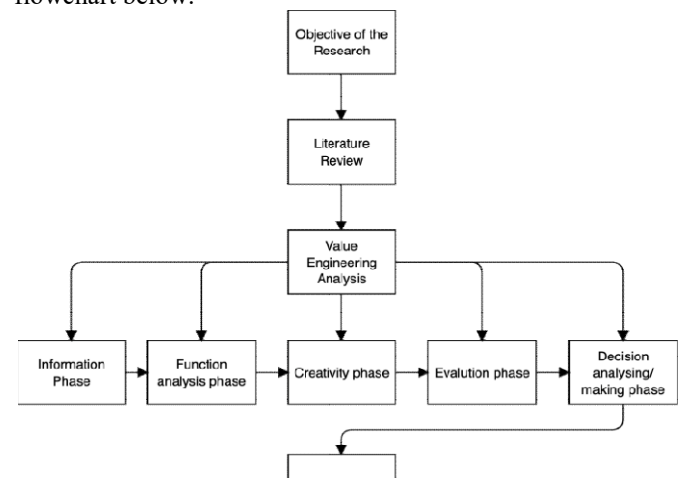 flowchart below.
Objective of the
Research
Literature
Review
Value
Engineering
Analysis
Information
Phase
Function
analysis phase
Creativity phase
Evalution phase
Decision
analysing/
making phase